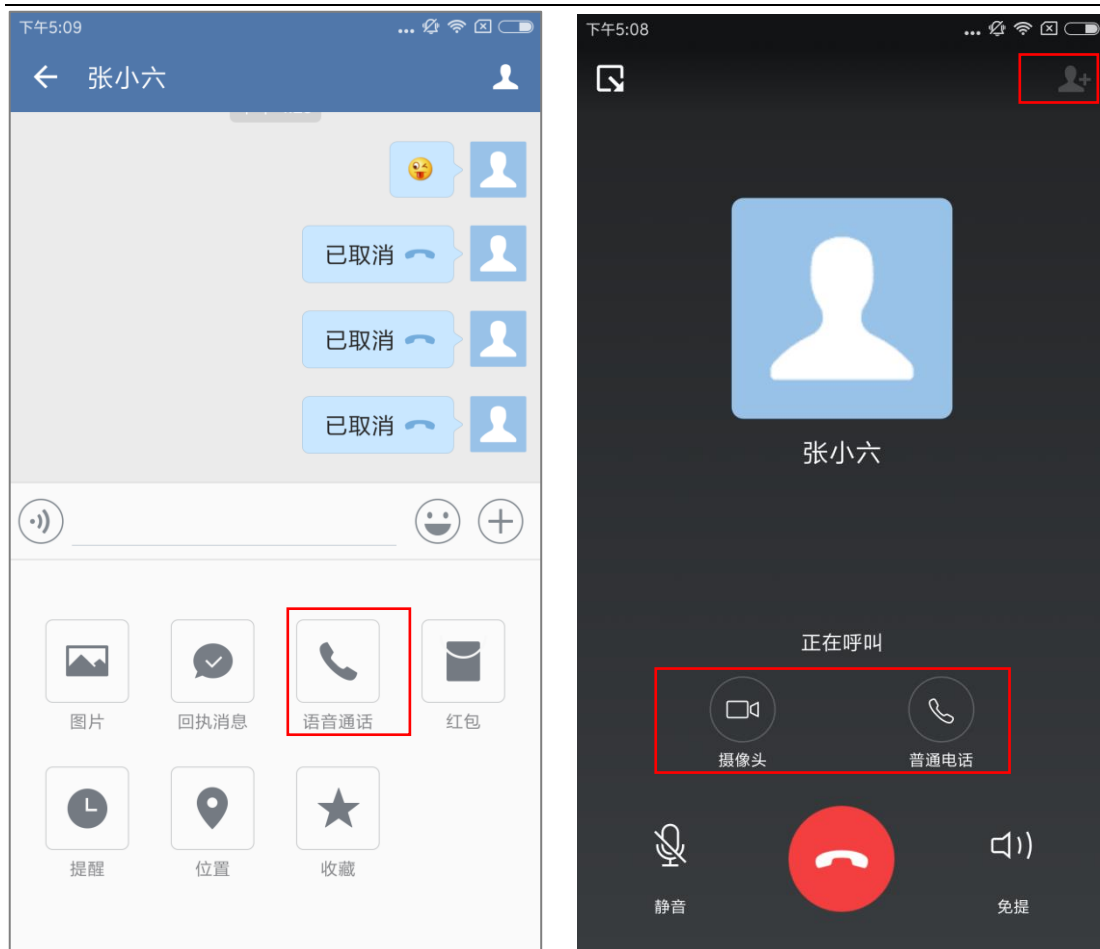 下午5:09
张小六
已取消
已取消
已取消
图片 回执消息 语音通话 红包
提醒 位置 收藏
下午5:08
张小六
正在呼叫
摄像头 普通电话
静音 免提